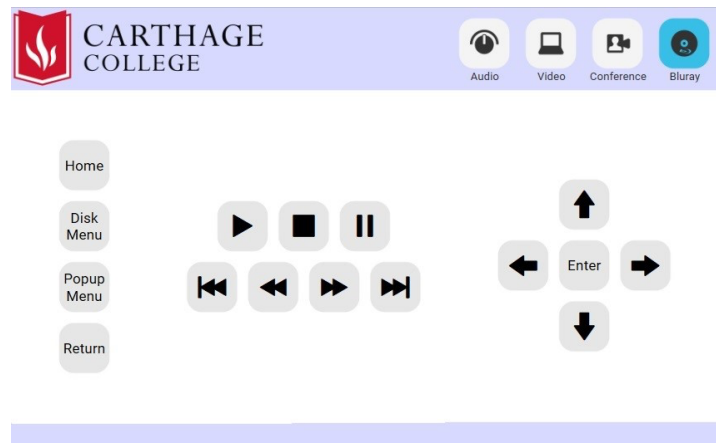 CARTHAGE
COLLEGE
Audio
Video
Conference
Bluray
Home
Disk
Menu
Popup
Menu
Return
Enter